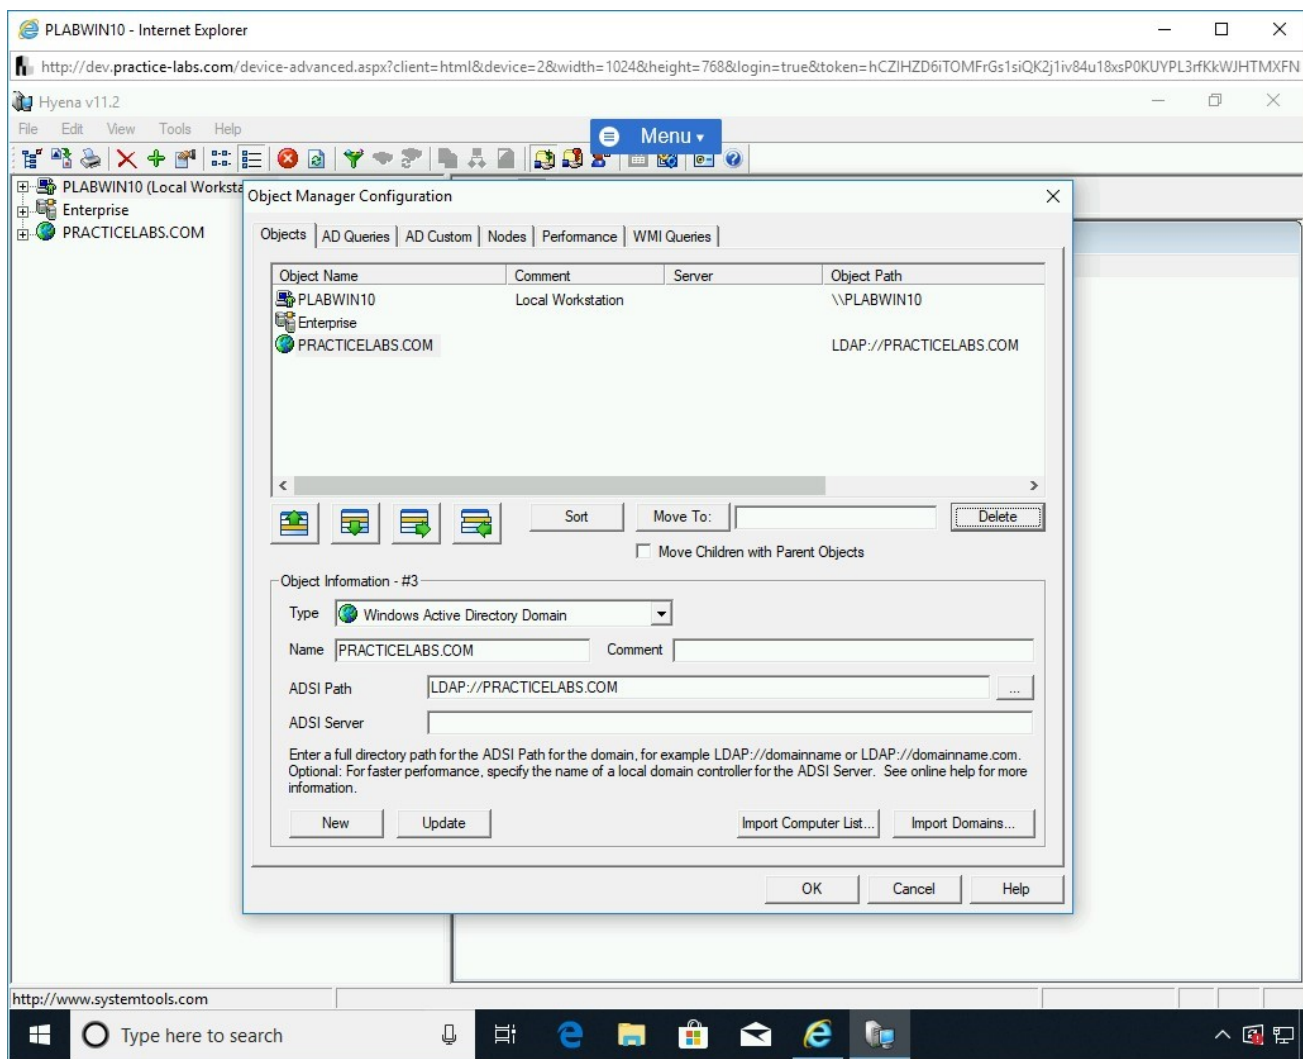 PLABWIN10 - Internet Explorer
http://dev.practice-labs.com/device-advanced.aspx?client=html&device=2&width=1024&height=768&login=true&token=hCZIHZD6iTOMFrGs1siQK2j1iv84u18xsP0KUYPL3rfKkWJHTMXFN
Hyena v11.2
File Edit View Tools Help
Menu
PLABWIN10 (Local Worksta
Enterprise
PRACTICELABS.COM
Object Manager Configuration
Objects AD Queries AD Custom Nodes Performance WMI Queries
Object Name Comment Server Object Path
PLABWIN10 Local Workstation \\PLABWIN10
Enterprise
PRACTICELABS.COM LDAP://PRACTICELABS.COM
Sort Move To: Delete
Move Children with Parent Objects
Object Information - #3
Type Windows Active Directory Domain
Name PRACTICELABS.COM Comment
ADSI Path LDAP://PRACTICELABS.COM ...
ADSI Server
Enter a full directory path for the ADSI Path for the domain, for example LDAP://domainname or LDAP://domainname.com.
Optional: For faster performance, specify the name of a local domain controller for the ADSI Server. See online help for more
information.
New Update Import Computer List... Import Domains...
OK Cancel Help
http://www.systemtools.com
Type here to search